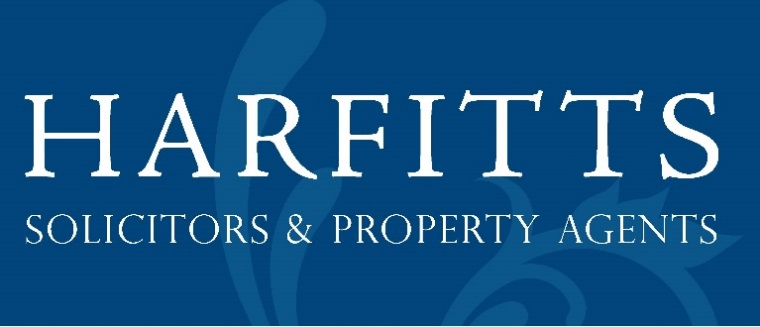 HARFITTS
SOLICITORS & PROPERTY AGENTS